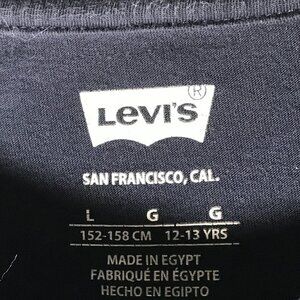 Levi's®
SAN FRANCISCO, CAL.
L G G
152-158 CM 12-13 YRS
MADE IN EGYPT
FABRIQUÉ EN ÉGYPTE
HECHO EN EGIPTO